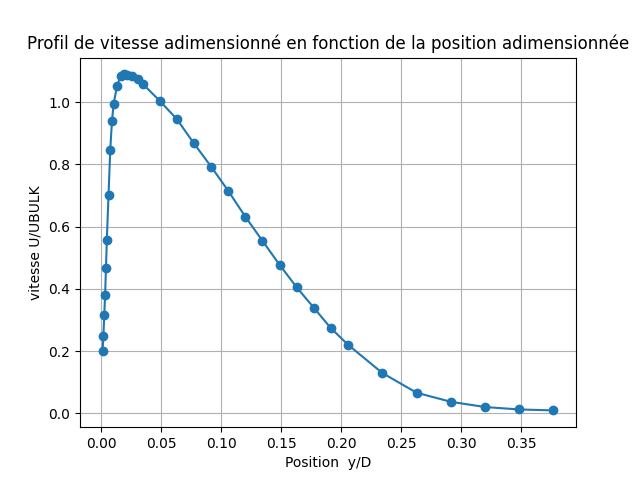 Profil de vitesse adimensionné en fonction de la position adimensionnée
vitesse U/UBULK
1.0
0.8
0.6
0.4
0.2
0.0
0.00 0.05 0.10 0.15 0.20 0.25 0.30 0.35
Position  y/D